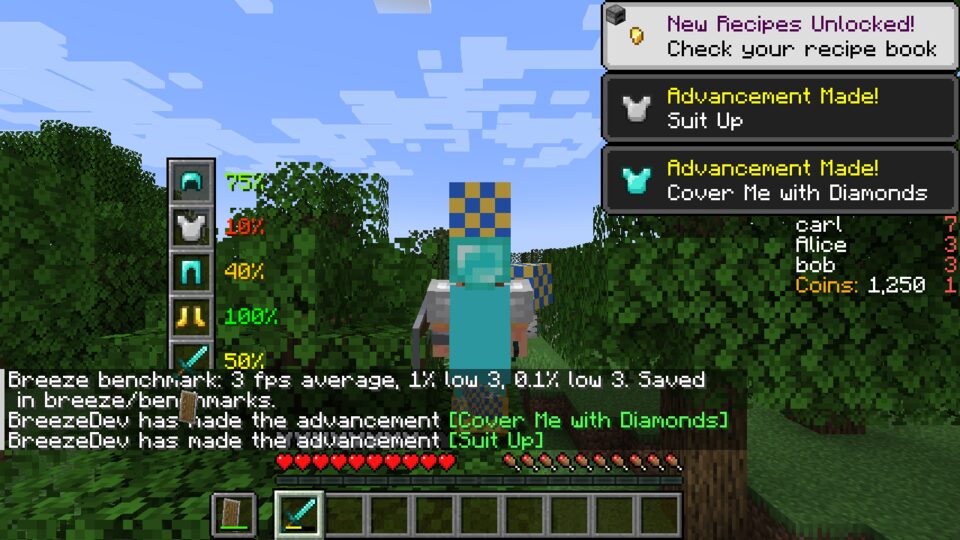 New Recipes Unlocked!
Check your recipe book
Advancement Made!
Suit Up
Advancement Made!
Cover Me with Diamonds
75%
10%
40%
100%
50%
carl 7
Alice 3
bob 3
Coins: 1,250 1
Breeze benchmark: 3 fps average, 1% low 3, 0.1% low 3. Saved
in breeze/benchmarks.
BreezeDev has made the advancement [Cover Me with Diamonds]
BreezeDev has made the advancement [Suit Up]